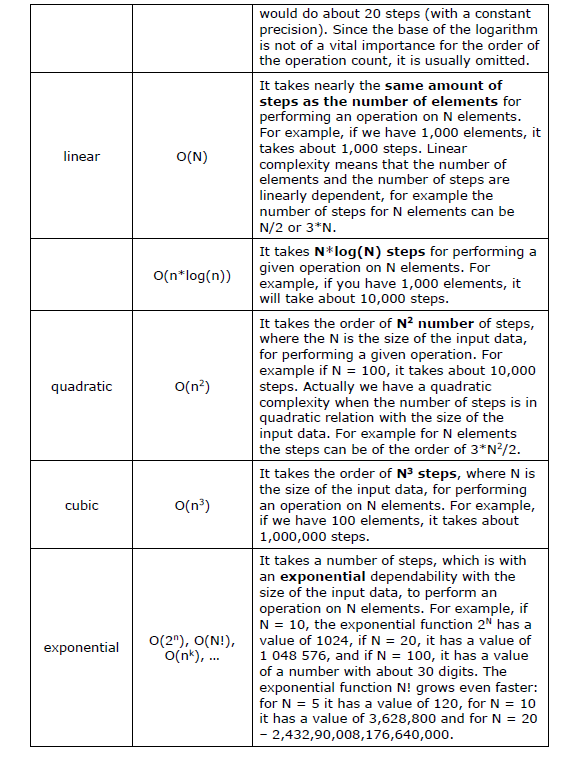 would do about 20 steps (with a constant
precision). Since the base of the logarithm
is not of a vital importance for the order of
the operation count, it is usually omitted.
linear
O(N)
It takes nearly the same amount of
steps as the number of elements for
performing an operation on N elements.
For example, if we have 1,000 elements, it
takes about 1,000 steps. Linear
complexity means that the number of
elements and the number of steps are
linearly dependent, for example the
number of steps for N elements can be
N/2 or 3*N.
O(n*log(n))
It takes N*log(N) steps for performing a
given operation on N elements. For
example, if you have 1,000 elements, it
will take about 10,000 steps.
quadratic
O(n²)
It takes the order of N² number of steps,
where the N is the size of the input data,
for performing a given operation. For
example if N = 100, it takes about 10,000
steps. Actually we have a quadratic
complexity when the number of steps is in
quadratic relation with the size of the
input data. For example for N elements
the steps can be of the order of 3*N²/2.
cubic
O(n³)
It takes the order of N³ steps, where N is
the size of the input data, for performing
an operation on N elements. For example,
if we have 100 elements, it takes about
1,000,000 steps.
exponential
O(2ⁿ), O(N!),
O(nᵏ), ...
It takes a number of steps, which is with
an exponential dependability with the
size of the input data, to perform an
operation on N elements. For example, if
N = 10, the exponential function 2ᴺ has a
value of 1024, if N = 20, it has a value of
1 048 576, and if N = 100, it has a value
of a number with about 30 digits. The
exponential function N! grows even faster:
for N = 5 it has a value of 120, for N = 10
it has a value of 3,628,800 and for N = 20
– 2,432,90,008,176,640,000.